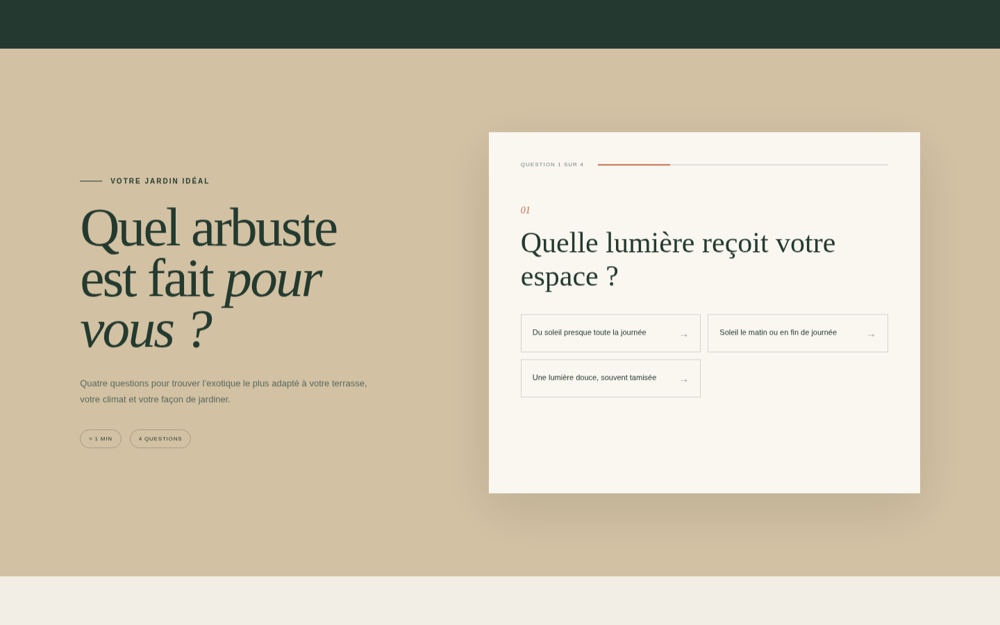 VOTRE JARDIN IDÉAL
Quel arbuste
est fait pour
vous ?
Quatre questions pour trouver l'exotique le plus adapté à votre terrasse,
votre climat et votre façon de jardiner.
≈ 1 MIN
4 QUESTIONS
QUESTION 1 SUR 4
01
Quelle lumière reçoit votre
espace ?
Du soleil presque toute la journée →
Soleil le matin ou en fin de journée →
Une lumière douce, souvent tamisée →